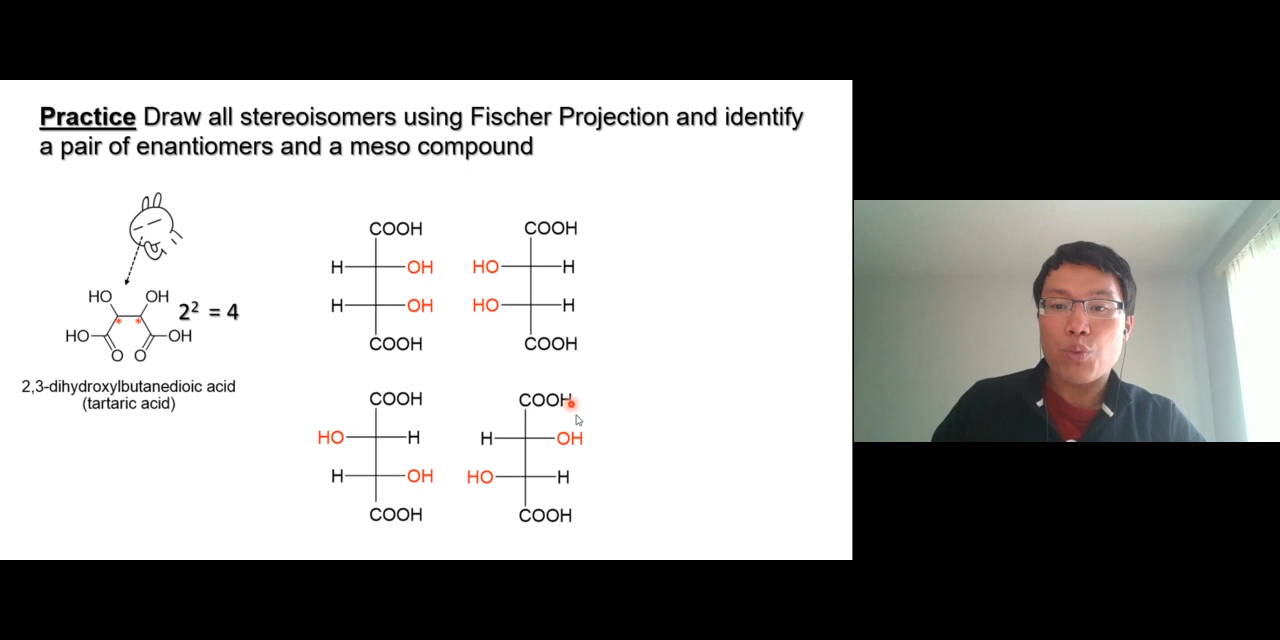 Practice Draw all stereoisomers using Fischer Projection and identify
a pair of enantiomers and a meso compound
HO OH
2² = 4
* *
HO OH
O O
2,3-dihydroxylbutanedioic acid
(tartaric acid)
COOH
H OH
H OH
COOH
COOH
HO H
HO H
COOH
COOH
HO H
H OH
COOH
COOH
H OH
HO H
COOH